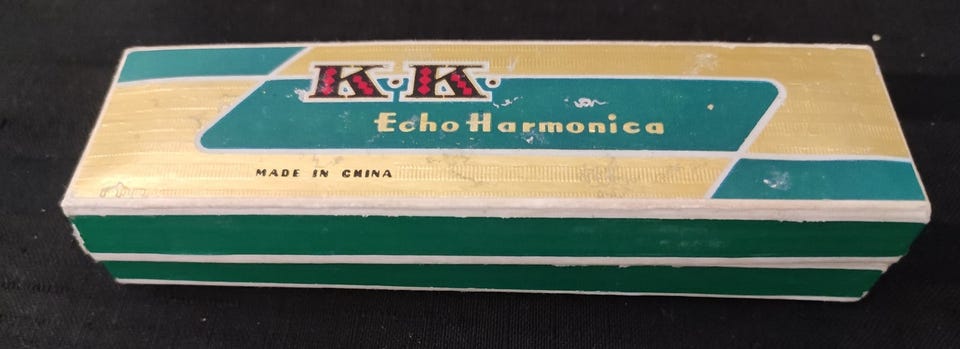 K·K·
Echo Harmonica
MADE IN CHINA